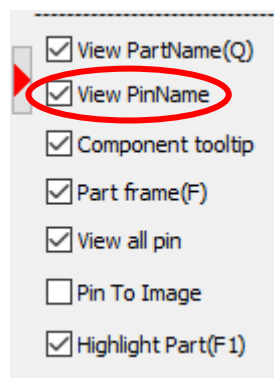 View PartName(Q)
View PinName
Component tooltip
Part frame(F)
View all pin
Pin To Image
Highlight Part(F1)